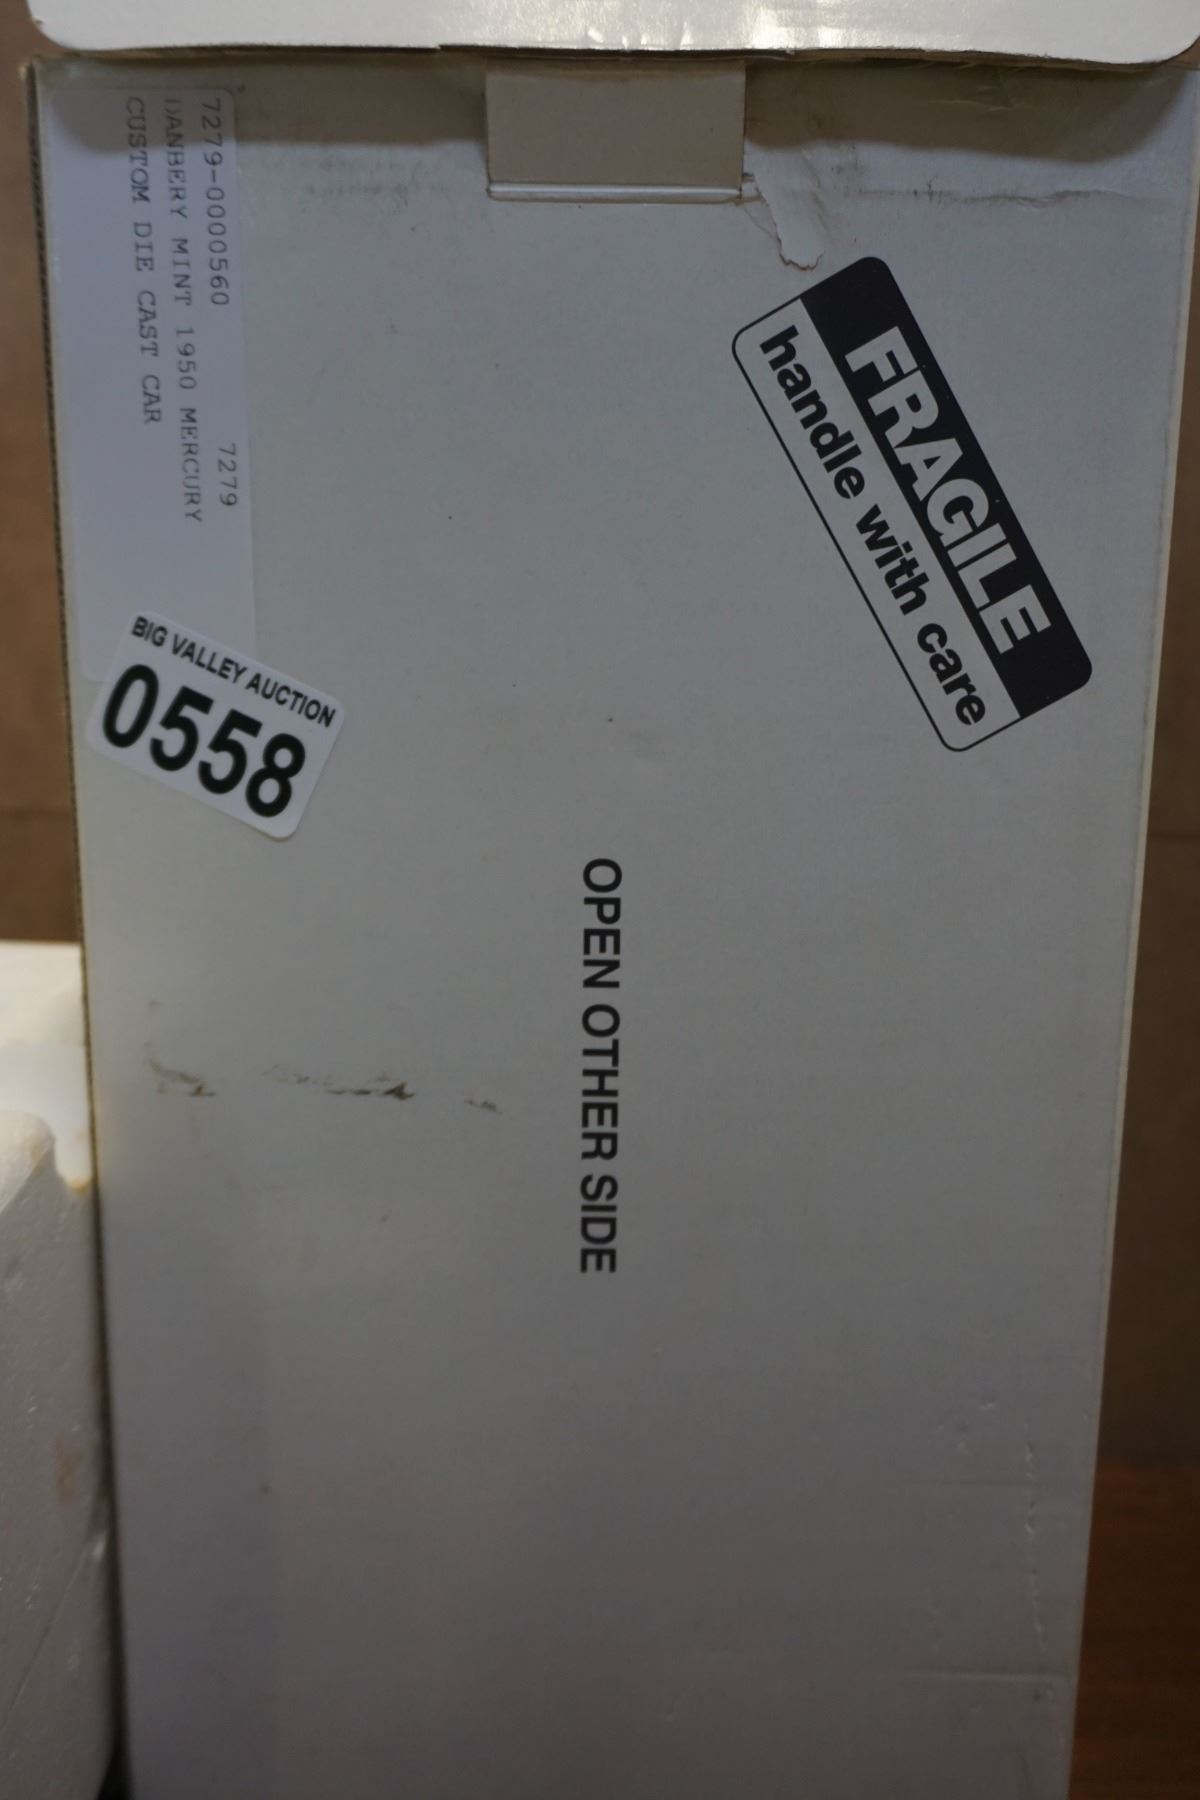 7279-0000560 7279
DANBERY MINT 1950 MERCURY
CUSTOM DIE CAST CAR
FRAGILE
handle with care
BIG VALLEY AUCTION
0558
OPEN OTHER SIDE